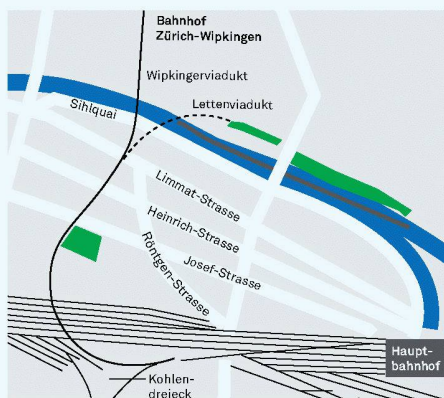 Bahnhof
Zürich-Wipkingen
Wipkingerviadukt
Lettenviadukt
Sihlquai
Limmat-Strasse
Heinrich-Strasse
Josef-Strasse
Röntgen-Strasse
Haupt-
bahnhof
Kohlen-
dreieck